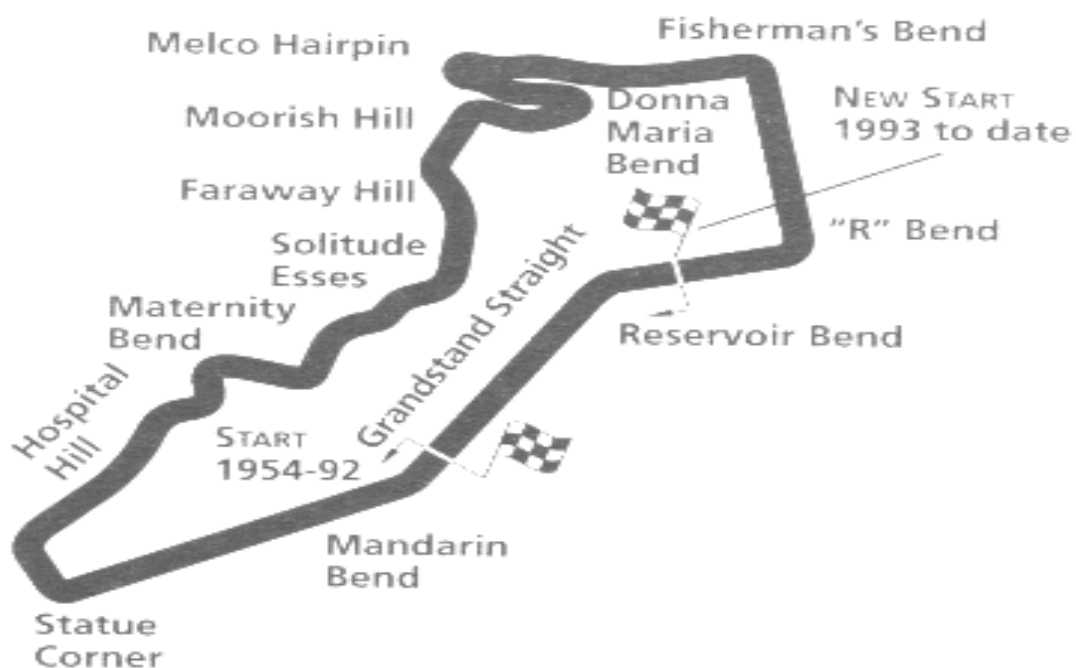 Fisherman's Bend
Melco Hairpin
NEW START
1993 to date
Donna
Maria
Bend
Moorish Hill
Faraway Hill
"R" Bend
Solitude
Esses
Maternity
Bend
Grandstand Straight
Reservoir Bend
Hospital
Hill
START
1954-92
Mandarin
Bend
Statue
Corner